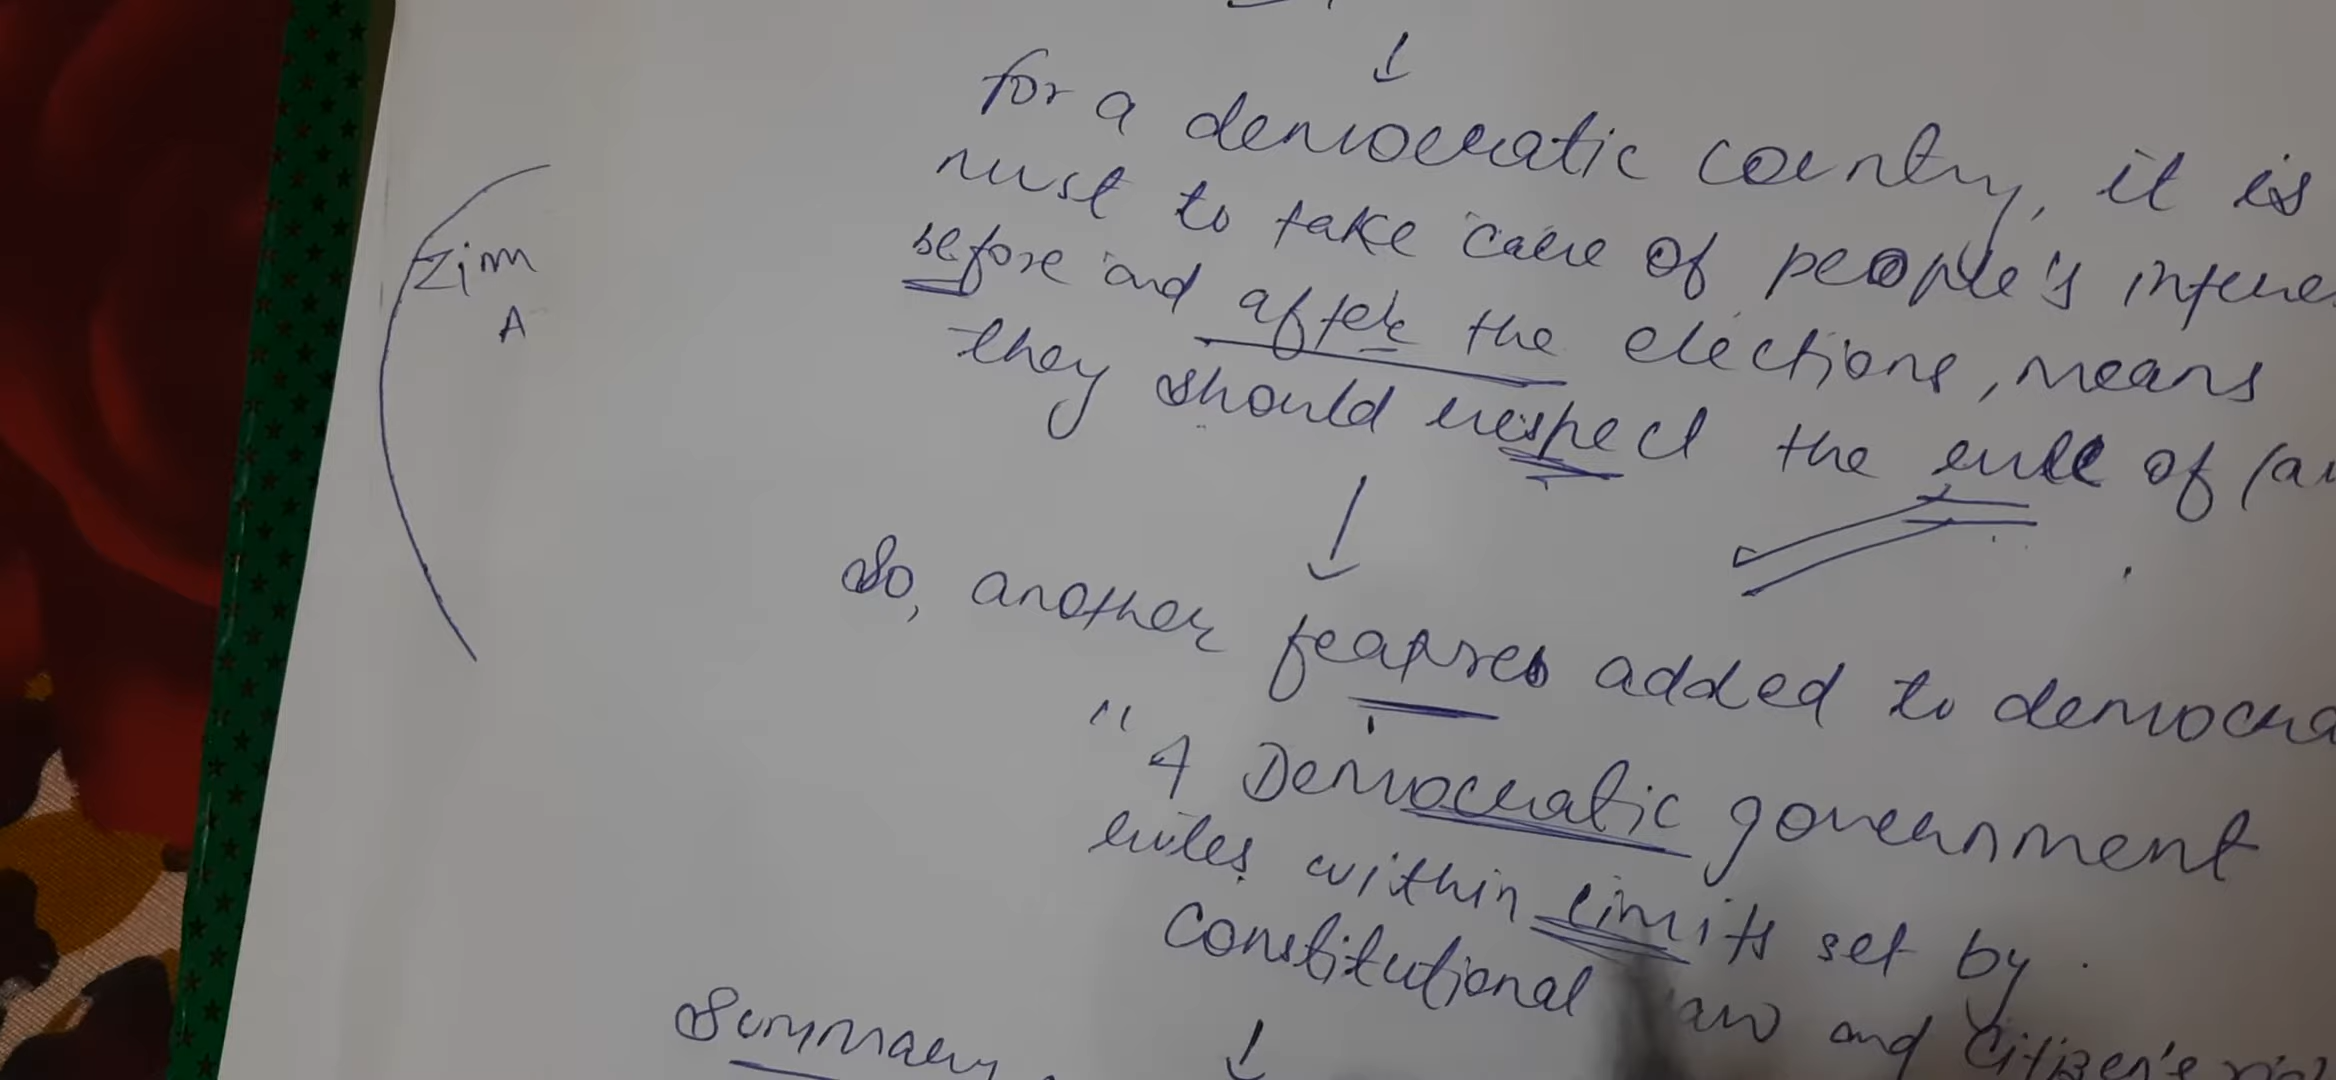 for a democratic country, it is
must to take care of people's
before and after the elections, means
they should respect the rule of
Zim
A
So, another features added to
"A Democratic government
rules within limits set by
constitutional law and citizen's
Summary